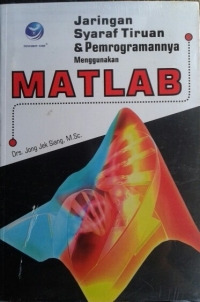 Jaringan
Syaraf Tiruan
& Pemrogramannya
Menggunakan
MATLAB
Drs. Jong Jek Siang, M.Sc.